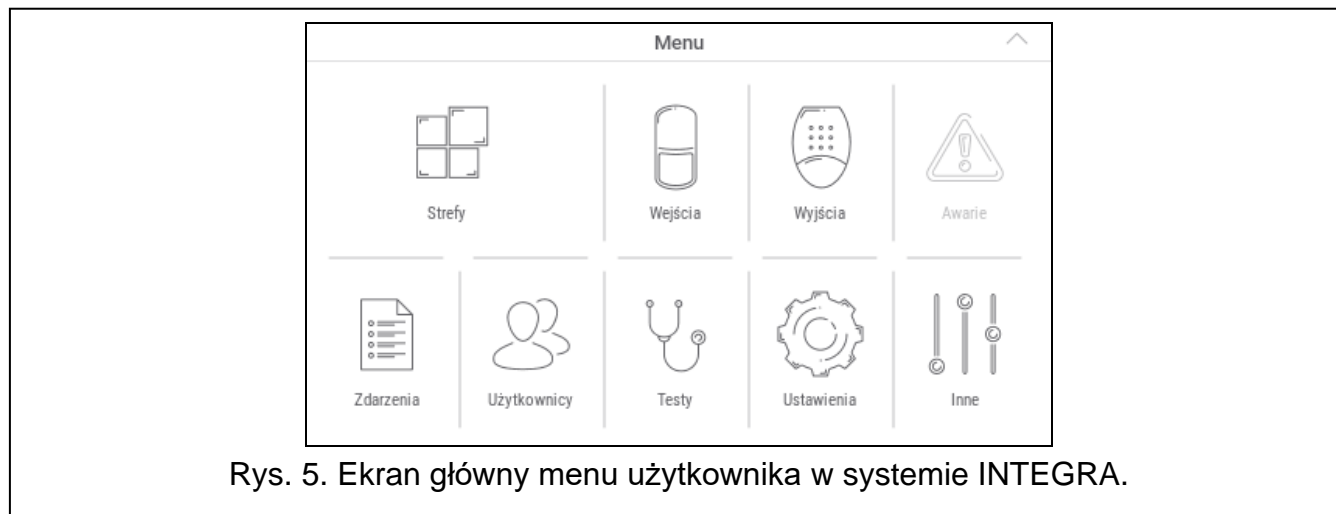 Menu
Strefy
Wejścia
Wyjścia
Awarie
Zdarzenia
Użytkownicy
Testy
Ustawienia
Inne
Rys. 5. Ekran główny menu użytkownika w systemie INTEGRA.